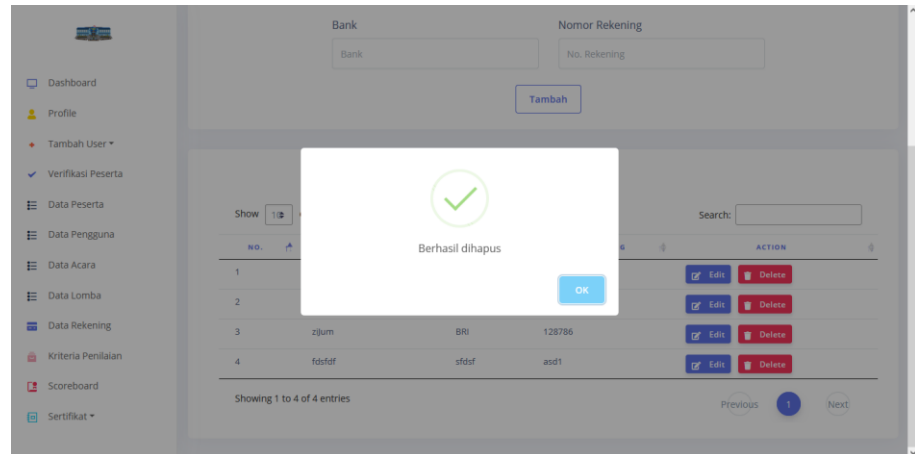 Bank Nomor Rekening
Bank No. Rekening
Tambah
Dashboard
Profile
Tambah User
Verifikasi Peserta
Data Peserta
Data Pengguna
Data Acara
Data Lomba
Data Rekening
Kriteria Penilaian
Scoreboard
Sertifikat
Berhasil dihapus
OK
Show 10 Search:
NO. G ACTION
1 Edit Delete
2 Edit Delete
3 zijum BRI 128786 Edit Delete
4 fdsfdf sfdsf asd1 Edit Delete
Showing 1 to 4 of 4 entries
Previous 1 Next